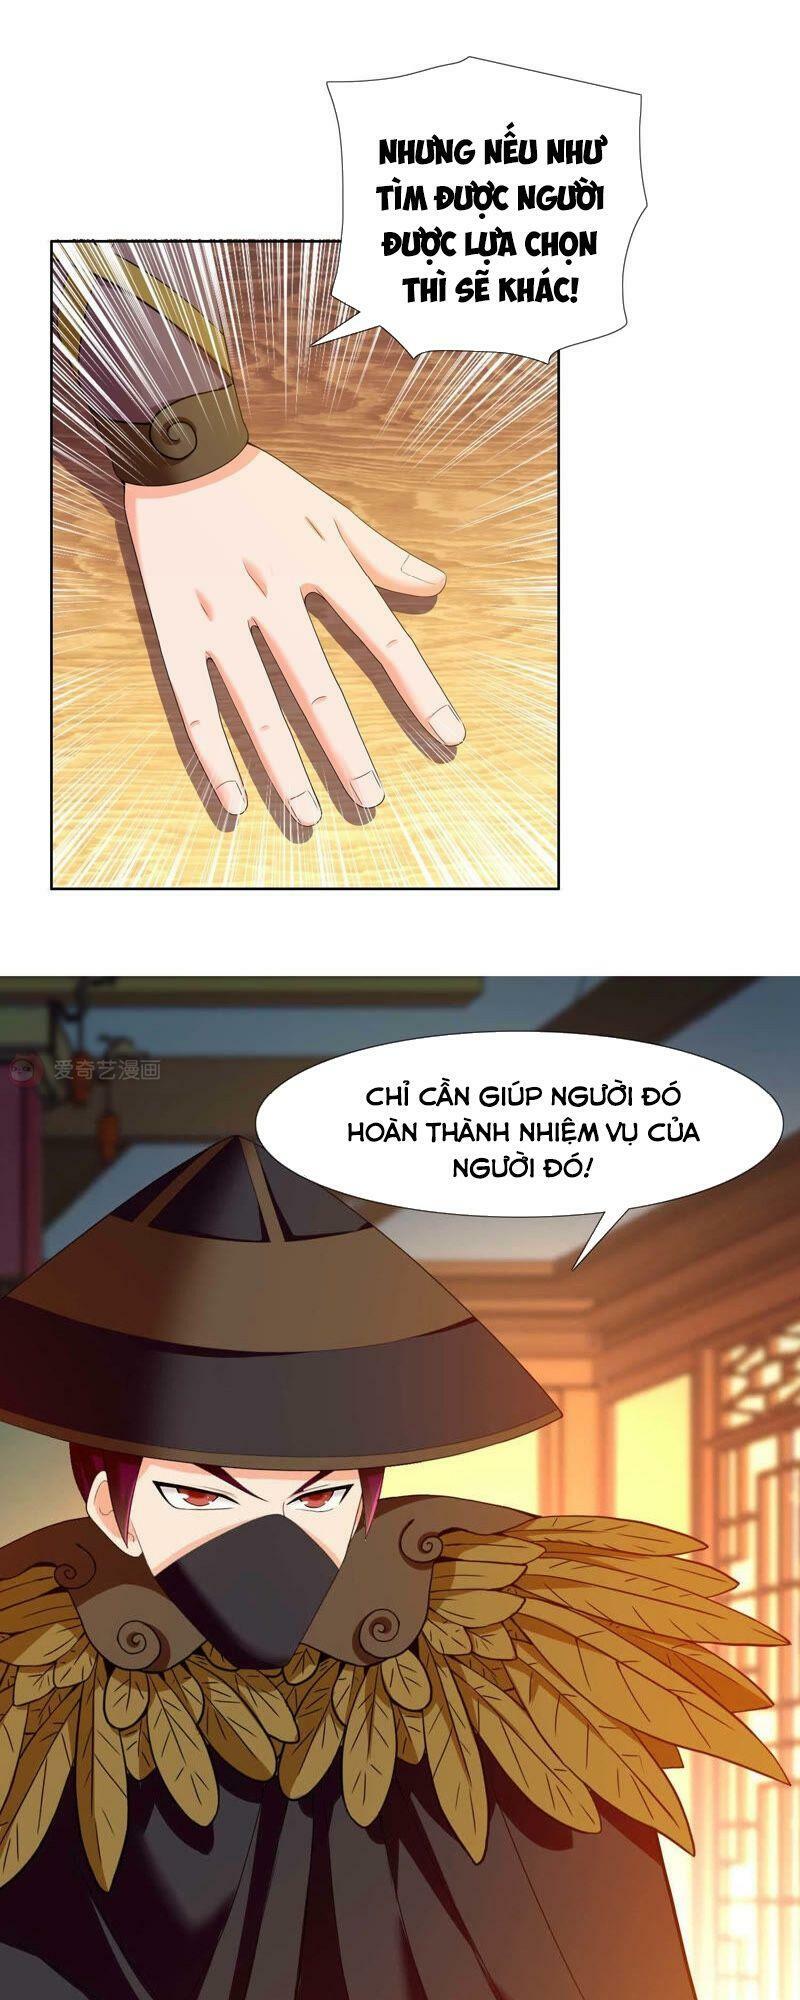 NHƯNG NẾU NHƯ
TÌM ĐƯỢC NGƯỜI
ĐƯỢC LỰA CHỌN
THÌ SẼ KHÁC!
爱奇艺漫画
CHỈ CẦN GIÚP NGƯỜI ĐÓ
HOÀN THÀNH NHIỆM VỤ CỦA
NGƯỜI ĐÓ!